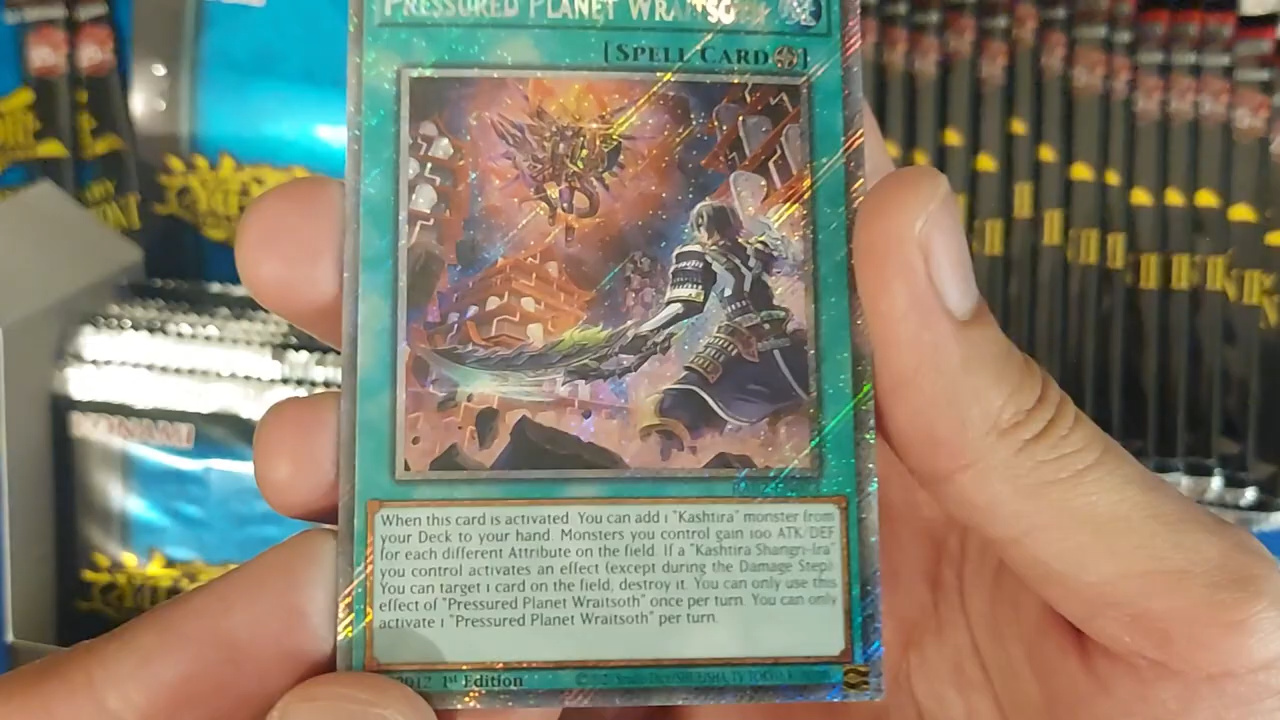 PRESSURED PLANET WRAITSOTH
[SPELL CARD]
When this card is activated: You can add 1 "Kashtira" monster from
your Deck to your hand. Monsters you control gain 100 ATK/DEF
for each different Attribute on the field. If a "Kashtira Shangri-Ira"
you control activates an effect (except during the Damage Step):
You can target 1 card on the field; destroy it. You can only use this
effect of "Pressured Planet Wraitsoth" once per turn. You can only
activate 1 "Pressured Planet Wraitsoth" per turn.
1st Edition
KONAMI